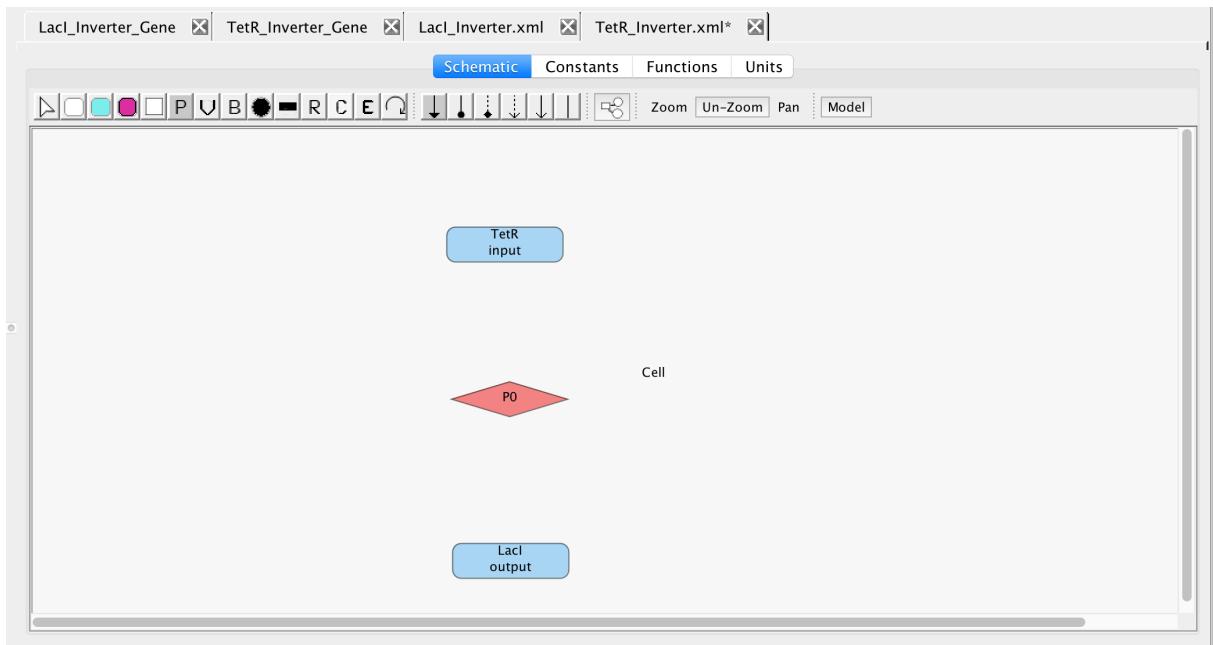 LacI_Inverter_Gene TetR_Inverter_Gene LacI_Inverter.xml TetR_Inverter.xml*
Schematic Constants Functions Units
P V B R C E Zoom Un-Zoom Pan Model
TetR
input
Cell
P0
LacI
output